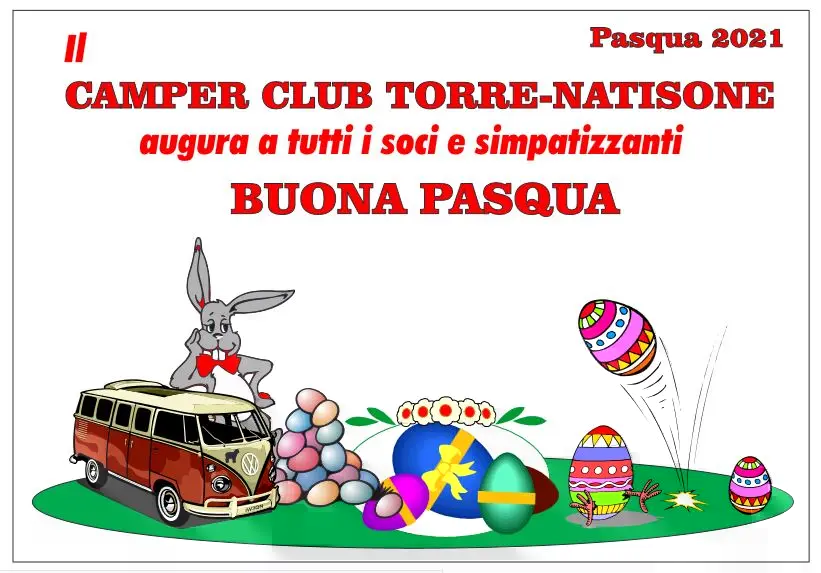 Il
Pasqua 2021
CAMPER CLUB TORRE-NATISONE
augura a tutti i soci e simpatizzanti
BUONA PASQUA